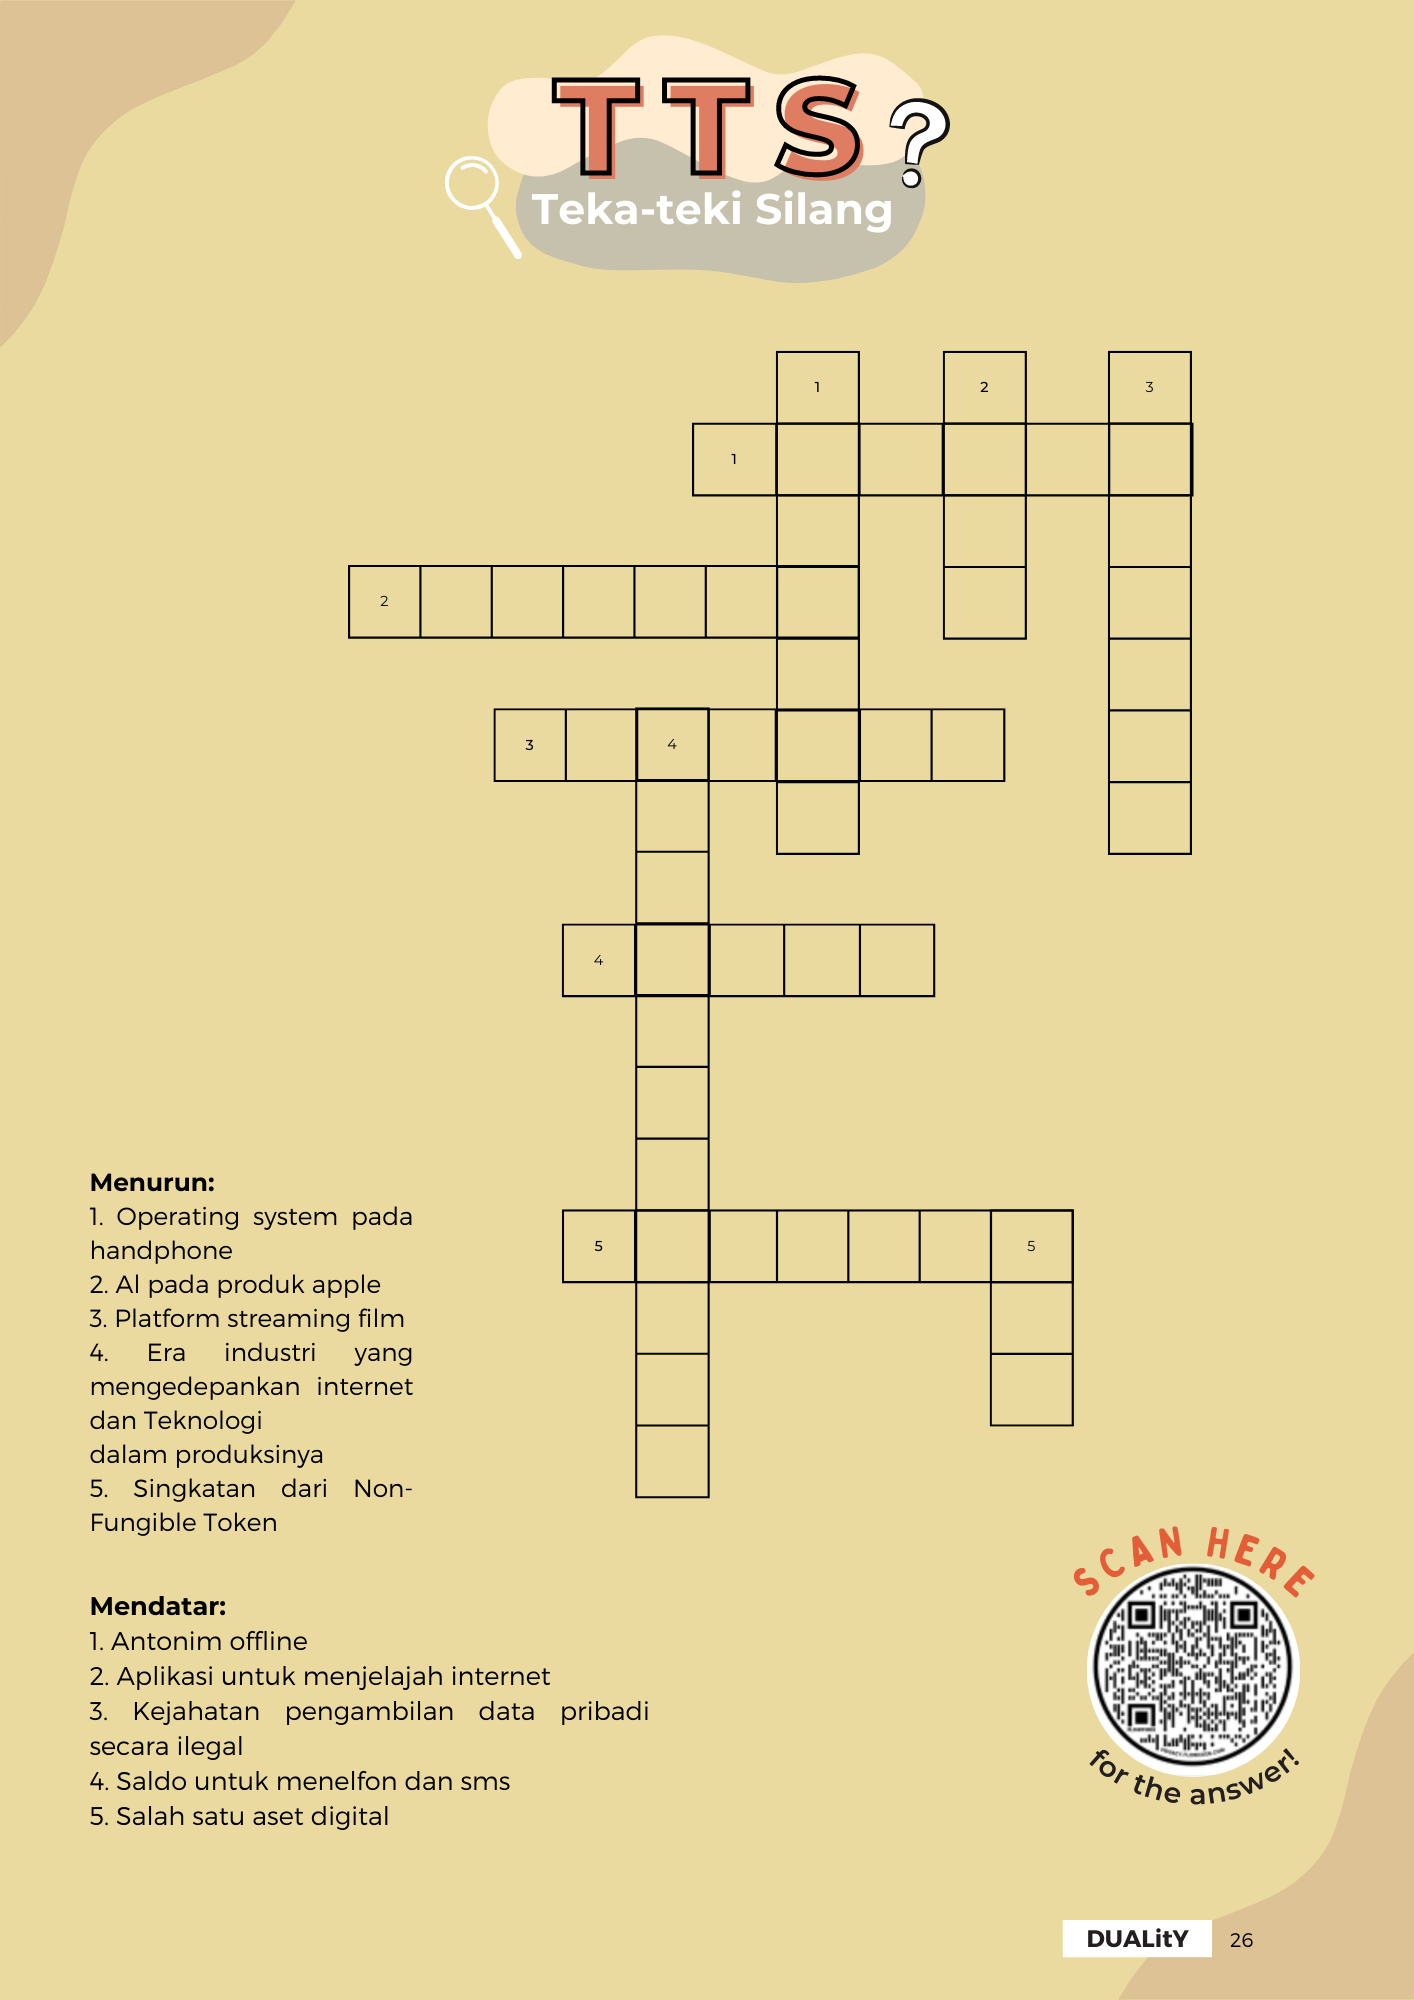 TTS?
Teka-teki Silang
1
2
3
1
2
3
4
4
5
5
Menurun:
1. Operating system pada
handphone
2. Al pada produk apple
3. Platform streaming film
4. Era industri yang
mengedepankan internet
dan Teknologi
dalam produksinya
5. Singkatan dari Non-
Fungible Token
Mendatar:
1. Antonim offline
2. Aplikasi untuk menjelajah internet
3. Kejahatan pengambilan data pribadi
secara ilegal
4. Saldo untuk menelfon dan sms
5. Salah satu aset digital
SCAN HERE
for the answer!
DUALitY 26